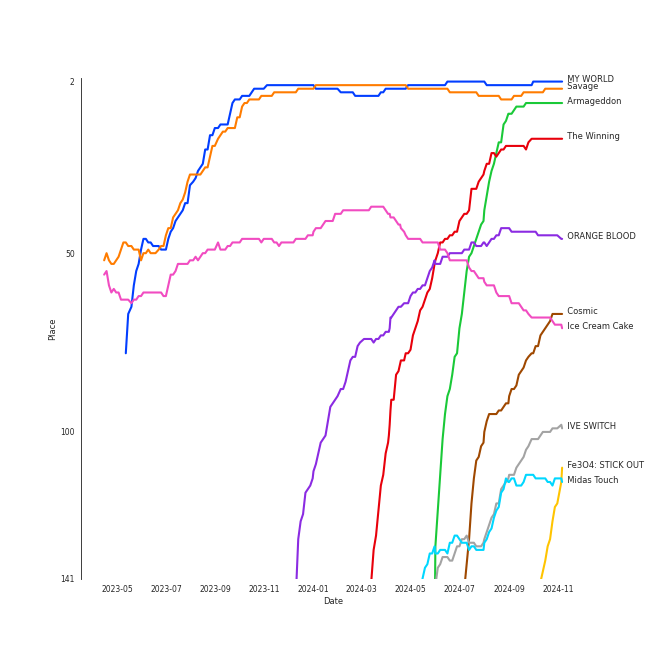 2
50
100
141
Place
MY WORLD
Savage
Armageddon
The Winning
ORANGE BLOOD
Cosmic
Ice Cream Cake
IVE SWITCH
Fe3O4: STICK OUT
Midas Touch
2023-05 2023-07 2023-09 2023-11 2024-01 2024-03 2024-05 2024-07 2024-09 2024-11
Date